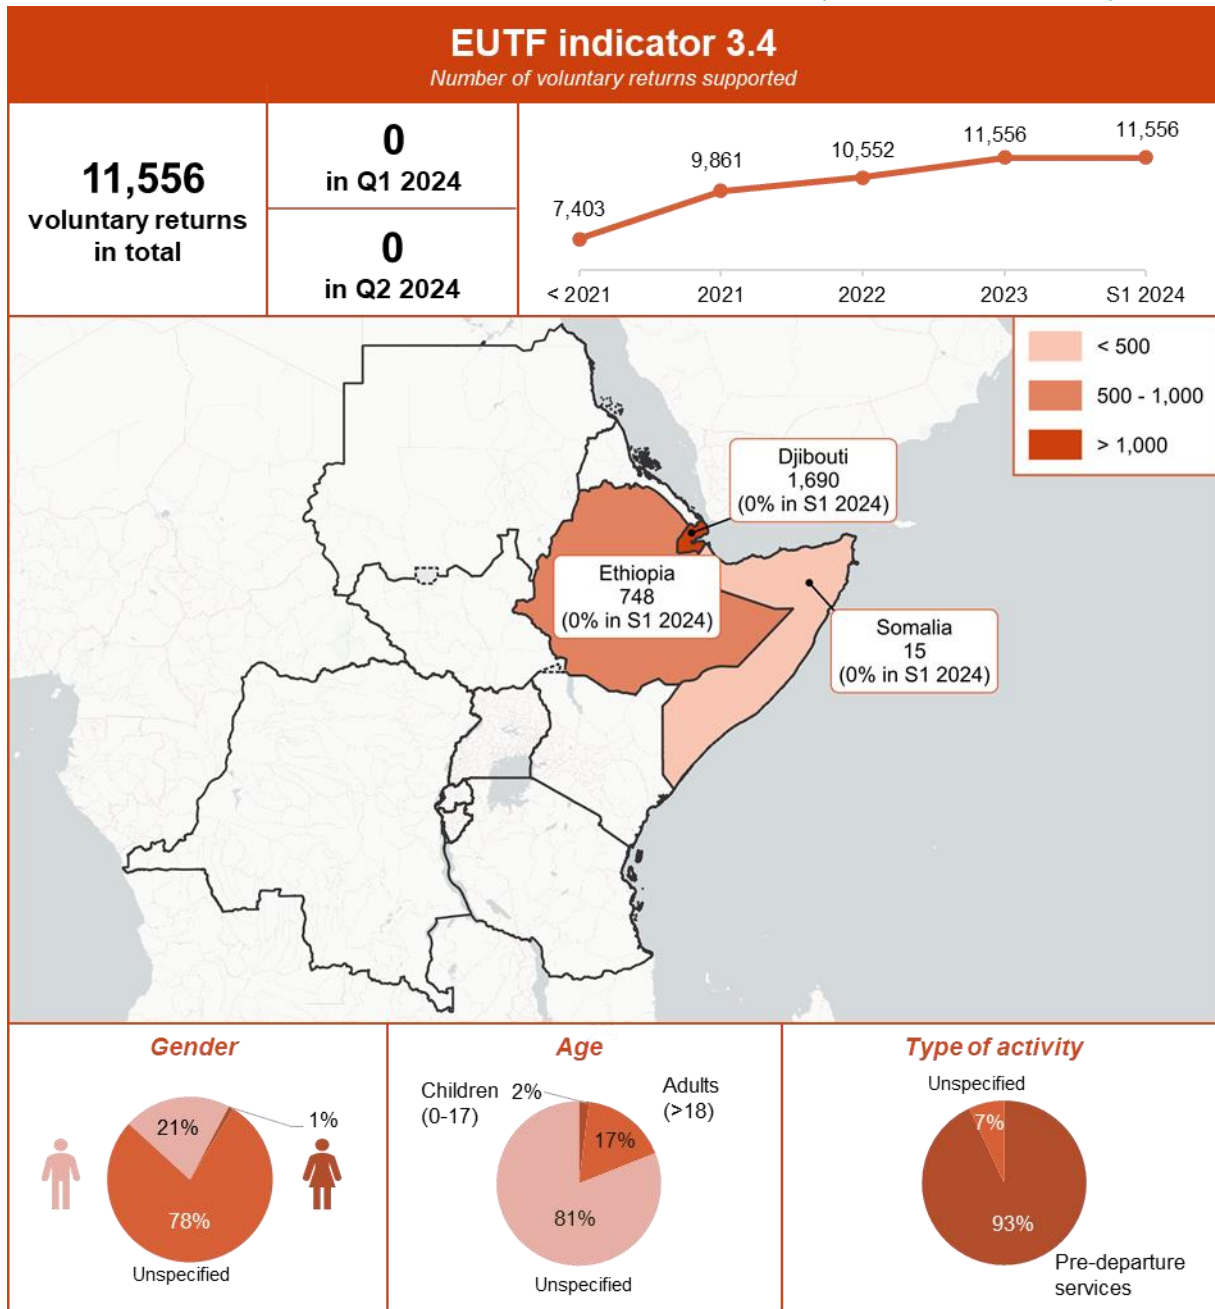 EUTF indicator 3.4
Number of voluntary returns supported
11,556
voluntary returns
in total
0
in Q1 2024
0
in Q2 2024
7,403
9,861
10,552
11,556
11,556
< 2021
2021
2022
2023
S1 2024
< 500
500 - 1,000
> 1,000
Djibouti
1,690
(0% in S1 2024)
Ethiopia
748
(0% in S1 2024)
Somalia
15
(0% in S1 2024)
Gender
21%
1%
78%
Unspecified
Age
Children
(0-17)
2%
Adults
(>18)
17%
81%
Unspecified
Type of activity
Unspecified
7%
93%
Pre-departure
services